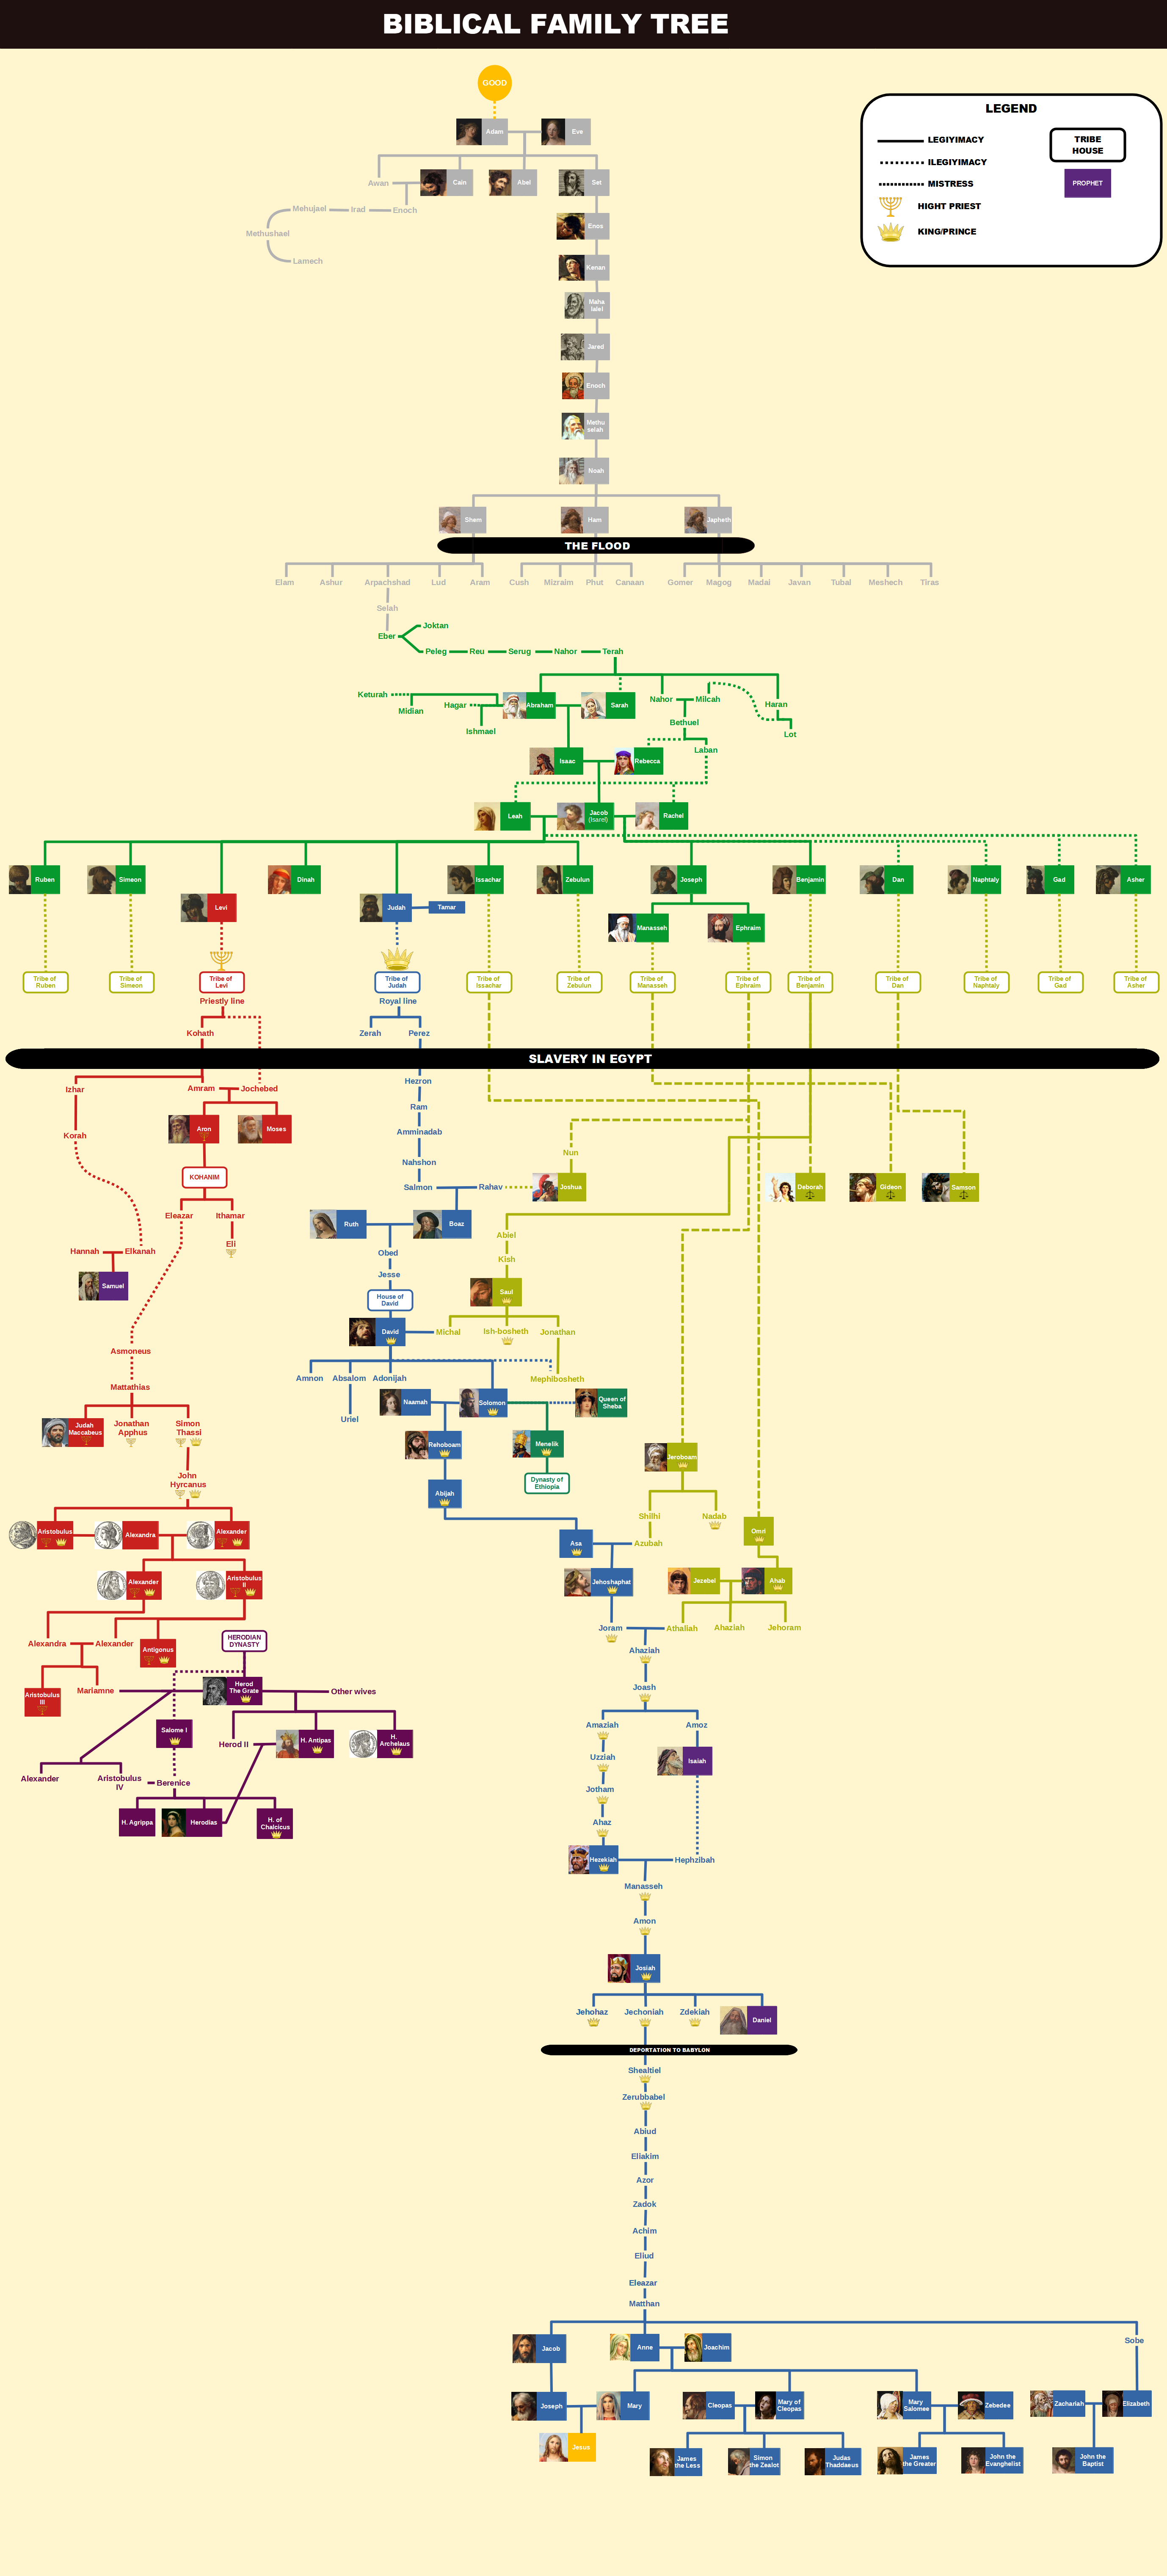 BIBLICAL FAMILY TREE
GOOD
LEGEND
LEGIYIMACY
ILEGIYIMACY
MISTRESS
HIGHT PRIEST
KING/PRINCE
TRIBE
HOUSE
PROPHET
Adam
Eve
Awan
Cain
Abel
Set
Mehujael
Irad
Enoch
Methushael
Lamech
Enos
Kenan
Maha
lalel
Jared
Enoch
Methu
selah
Noah
Shem
Ham
Japheth
THE FLOOD
Elam
Ashur
Arpachshad
Lud
Aram
Cush
Mizraim
Phut
Canaan
Gomer
Magog
Madai
Javan
Tubal
Meshech
Tiras
Selah
Eber
Joktan
Peleg
Reu
Serug
Nahor
Terah
Keturah
Midian
Hagar
Ishmael
Abraham
Sarah
Nahor
Milcah
Haran
Lot
Bethuel
Laban
Isaac
Rebecca
Leah
Jacob
(Isarel)
Rachel
Ruben
Simeon
Levi
Dinah
Judah
Tamar
Issachar
Zebulun
Joseph
Benjamin
Dan
Naphtaly
Gad
Asher
Manasseh
Ephraim
Tribe of
Ruben
Tribe of
Simeon
Tribe of
Levi
Tribe of
Judah
Tribe of
Issachar
Tribe of
Zebulun
Tribe of
Manasseh
Tribe of
Ephraim
Tribe of
Benjamin
Tribe of
Dan
Tribe of
Naphtaly
Tribe of
Gad
Tribe of
Asher
Priestly line
Royal line
Kohath
Zerah
Perez
SLAVERY IN EGYPT
Izhar
Amram
Jochebed
Hezron
Ram
Korah
Aron
Moses
Amminadab
Nahshon
Nun
KOHANIM
Salmon
Rahav
Joshua
Deborah
Gideon
Samson
Eleazar
Ithamar
Eli
Ruth
Boaz
Abiel
Hannah
Elkanah
Samuel
Obed
Jesse
Kish
House of
David
Saul
David
Michal
Ish-bosheth
Jonathan
Asmoneus
Mattathias
Amnon
Absalom
Adonijah
Mephibosheth
Uriel
Naamah
Solomon
Queen of
Sheba
Judah
Maccabeus
Jonathan
Apphus
Simon
Thassi
Rehoboam
Menelik
Jeroboam
John
Hyrcanus
Abijah
Dynasty of
Ethiopia
Shilhi
Nadab
Aristobulus
Alexandra
Alexander
Asa
Azubah
Omri
Alexander
Aristobulus
II
Jehoshaphat
Jezebel
Ahab
Alexandra
Alexander
Antigonus
HERODIAN
DYNASTY
Joram
Athaliah
Ahaziah
Jehoram
Ahaziah
Aristobulus
III
Mariamne
Herod
The Grate
Other wives
Joash
Salome I
Herod II
H. Antipas
H.
Archelaus
Amaziah
Amoz
Uzziah
Isaiah
Alexander
Aristobulus
IV
Berenice
Jotham
H. Agrippa
Herodias
H. of
Chalcicus
Ahaz
Hezekiah
Hephzibah
Manasseh
Amon
Josiah
Jehohaz
Jechoniah
Zdekiah
Daniel
DEPORTATION TO BABYLON
Shealtiel
Zerubbabel
Abiud
Eliakim
Azor
Zadok
Achim
Eliud
Eleazar
Matthan
Jacob
Anne
Joachim
Sobe
Joseph
Mary
Cleopas
Mary of
Cleopas
Mary
Salomee
Zebedee
Zachariah
Elizabeth
Jesus
James
the Less
Simon
the Zealot
Judas
Thaddaeus
James
the Greater
John the
Evanghelist
John the
Baptist